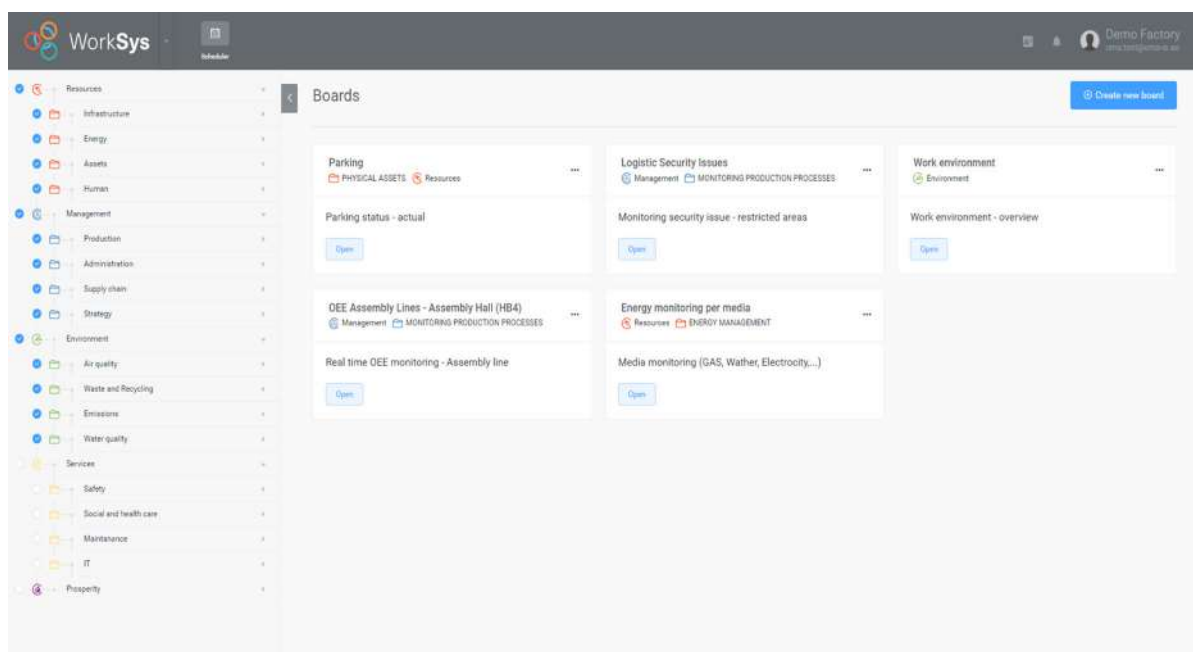 WorkSys
Scheduler
Demo Factory
Resources
Infrastructure
Energy
Assets
Human
Management
Production
Administration
Supply chain
Strategy
Environment
Air quality
Waste and Recycling
Emissions
Water quality
Services
Safety
Social and health care
Maintanance
IT
Prosperity
Boards
Create new board
Parking
PHYSICAL ASSETS Resources
Parking status - actual
Open
Logistic Security Issues
Management MONITORING PRODUCTION PROCESSES
Monitoring security issue - restricted areas
Open
Work environment
Environment
Work environment - overview
Open
OEE Assembly Lines - Assembly Hall (HB4)
Management MONITORING PRODUCTION PROCESSES
Real time OEE monitoring - Assembly line
Open
Energy monitoring per media
Resources ENERGY MANAGEMENT
Media monitoring (GAS, Wather, Electrocity,...)
Open